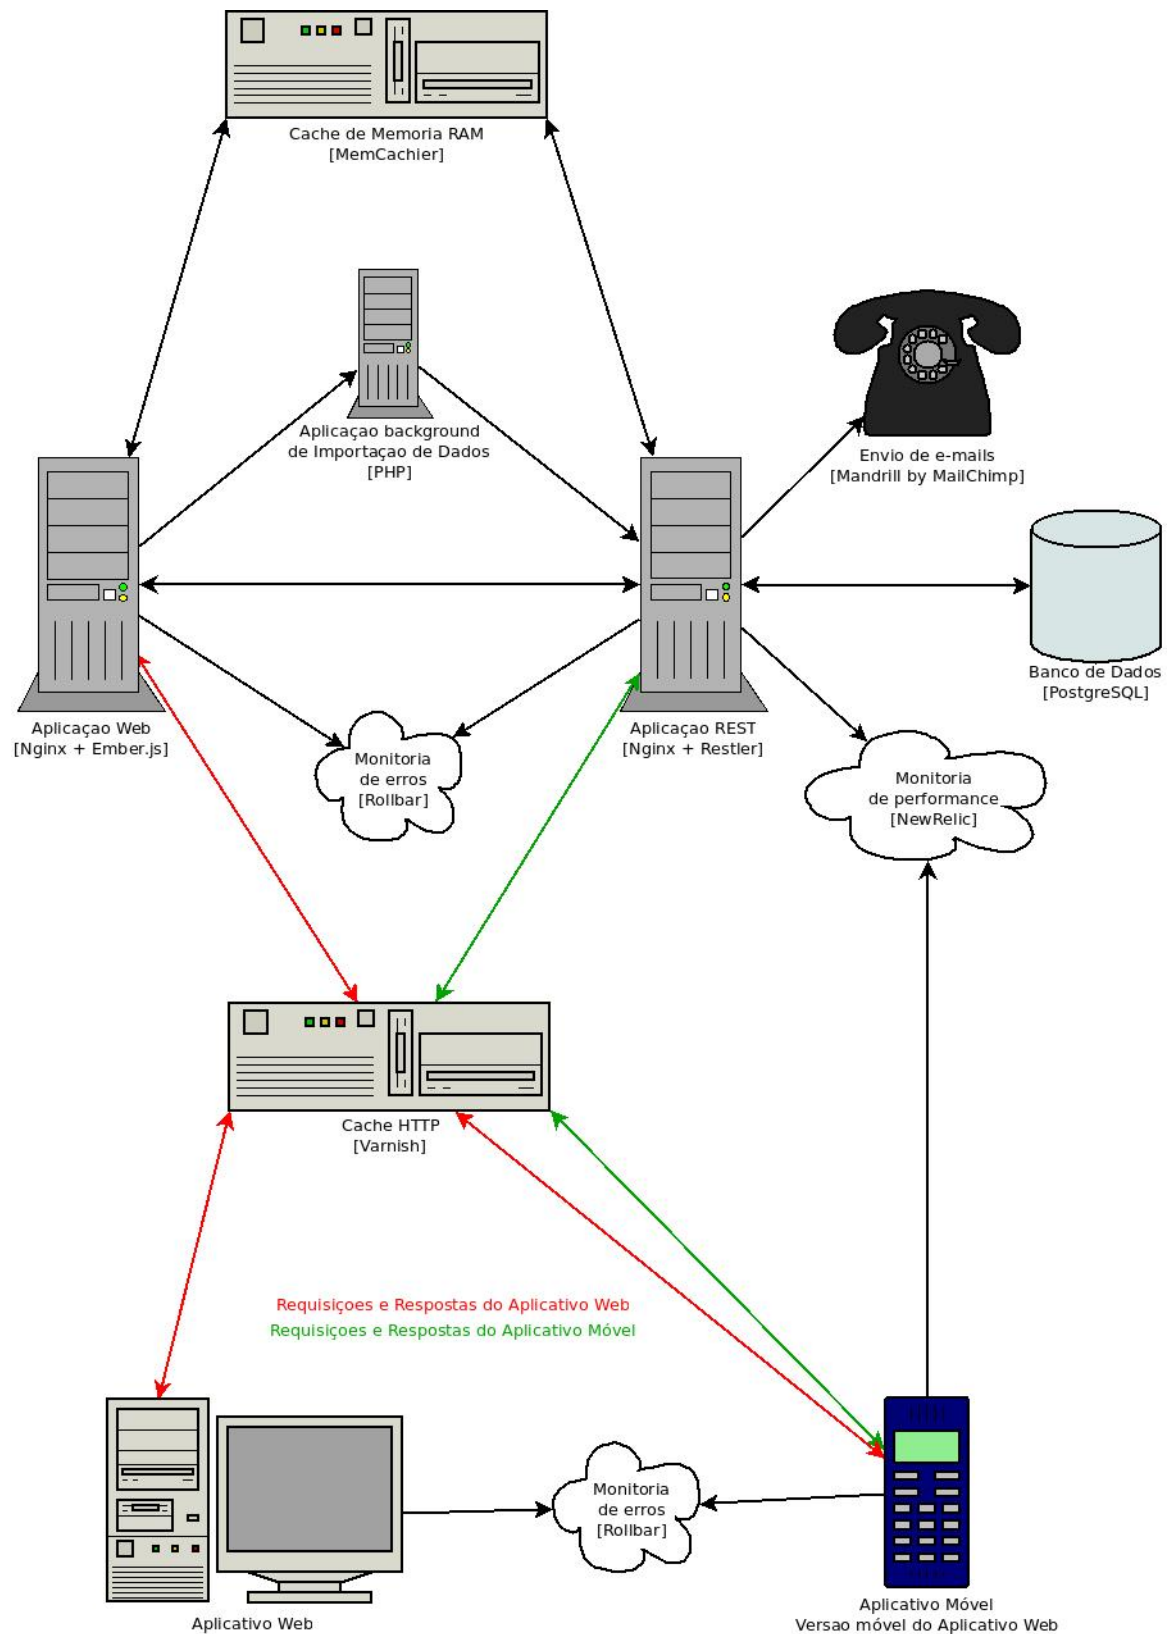 Cache de Memoria RAM
[MemCachier]
Aplicaçao background
de Importaçao de Dados
[PHP]
Envio de e-mails
[Mandrill by MailChimp]
Banco de Dados
[PostgreSQL]
Aplicaçao Web
[Nginx + Ember.js]
Aplicaçao REST
[Nginx + Restler]
Monitoria
de erros
[Rollbar]
Monitoria
de performance
[NewRelic]
Cache HTTP
[Varnish]
Requisiçoes e Respostas do Aplicativo Web
Requisiçoes e Respostas do Aplicativo Móvel
Monitoria
de erros
[Rollbar]
Aplicativo Web
Aplicativo Móvel
Versao móvel do Aplicativo Web